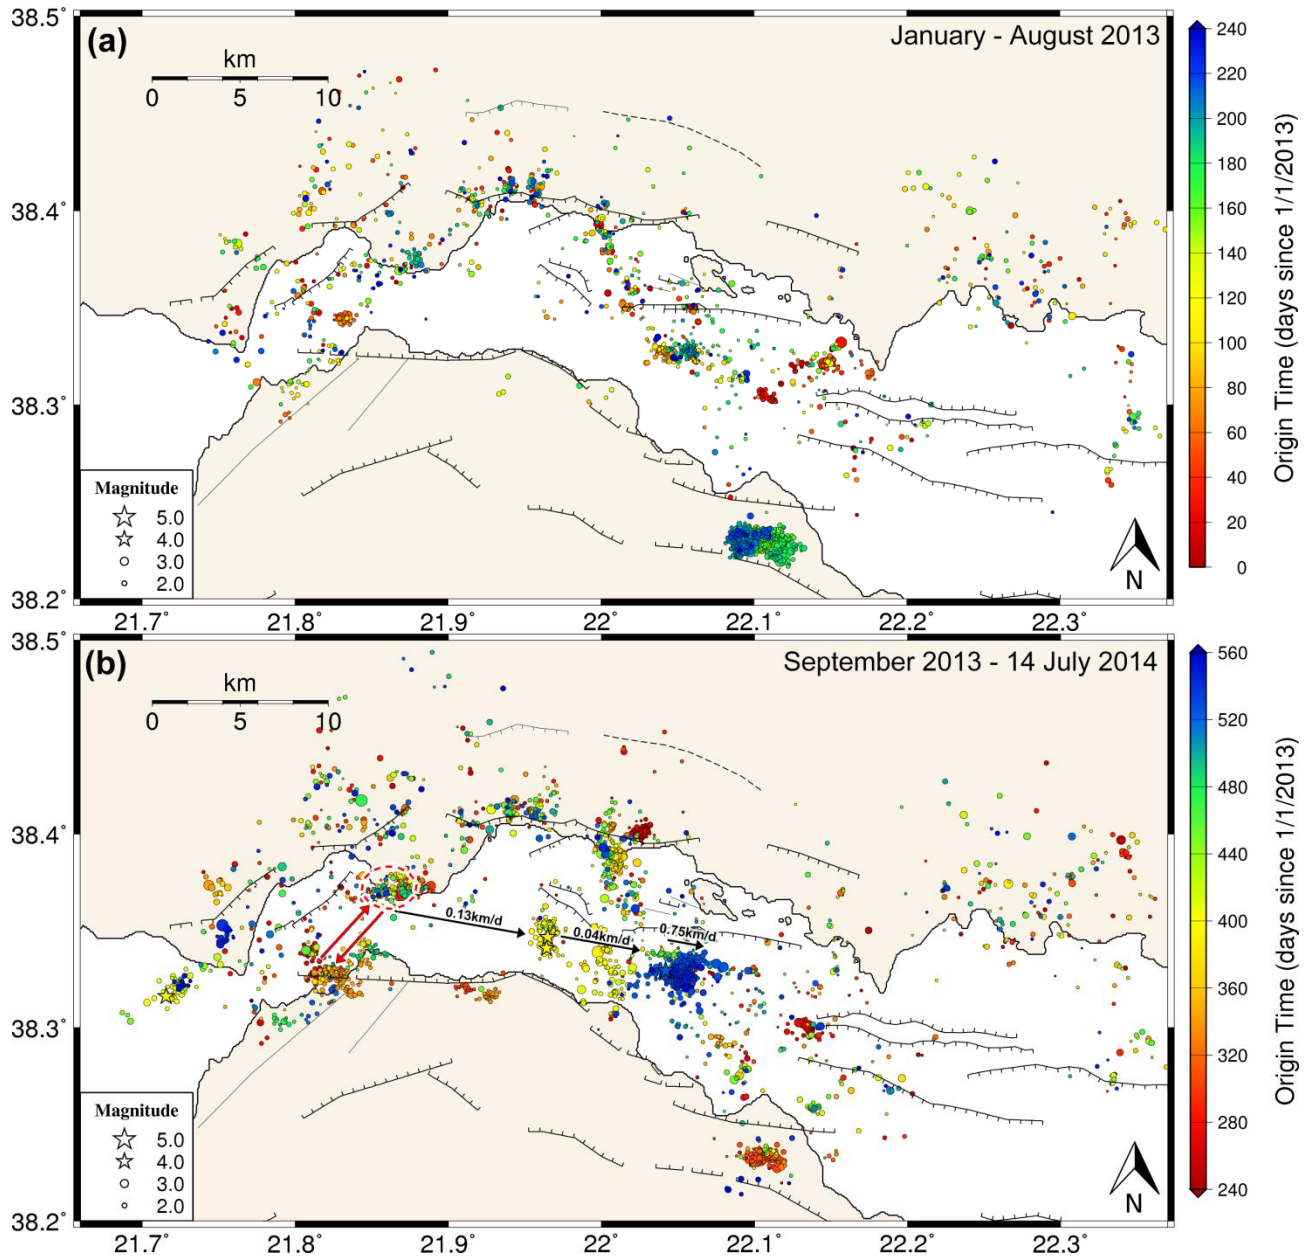 (a)
January - August 2013
km
0 5 10
38.5°
38.4°
38.3°
38.2°
Magnitude
5.0
4.0
3.0
2.0
N
21.7° 21.8° 21.9° 22° 22.1° 22.2° 22.3°
240
220
200
180
160
140
120
100
80
60
40
20
0
Origin Time (days since 1/1/2013)
(b)
September 2013 - 14 July 2014
km
0 5 10
38.5°
38.4°
38.3°
38.2°
0.13km/d
0.04km/d
0.75km/d
Magnitude
5.0
4.0
3.0
2.0
N
21.7° 21.8° 21.9° 22° 22.1° 22.2° 22.3°
560
520
480
440
400
360
320
280
240
Origin Time (days since 1/1/2013)